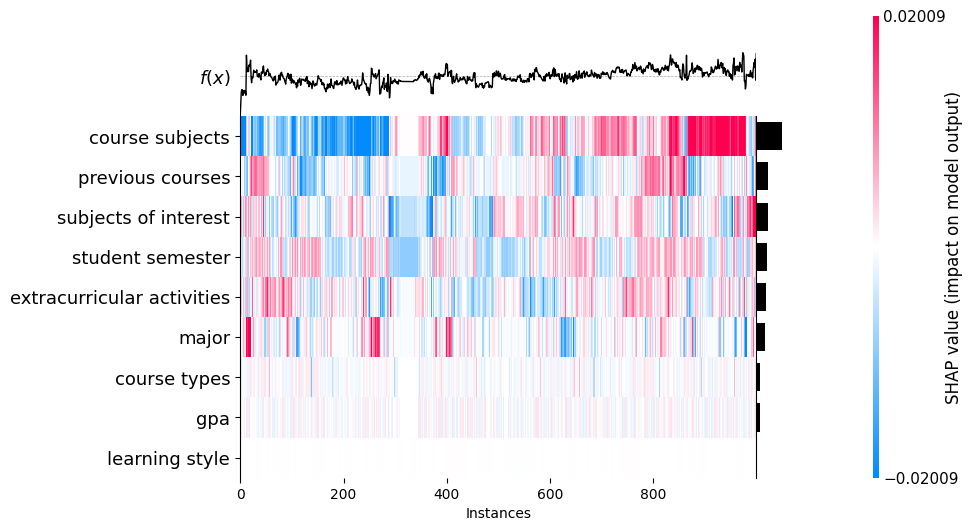 0.02009
f(x)
course subjects
previous courses
subjects of interest
student semester
extracurricular activities
major
course types
gpa
learning style
0 200 400 600 800
Instances
−0.02009
SHAP value (impact on model output)